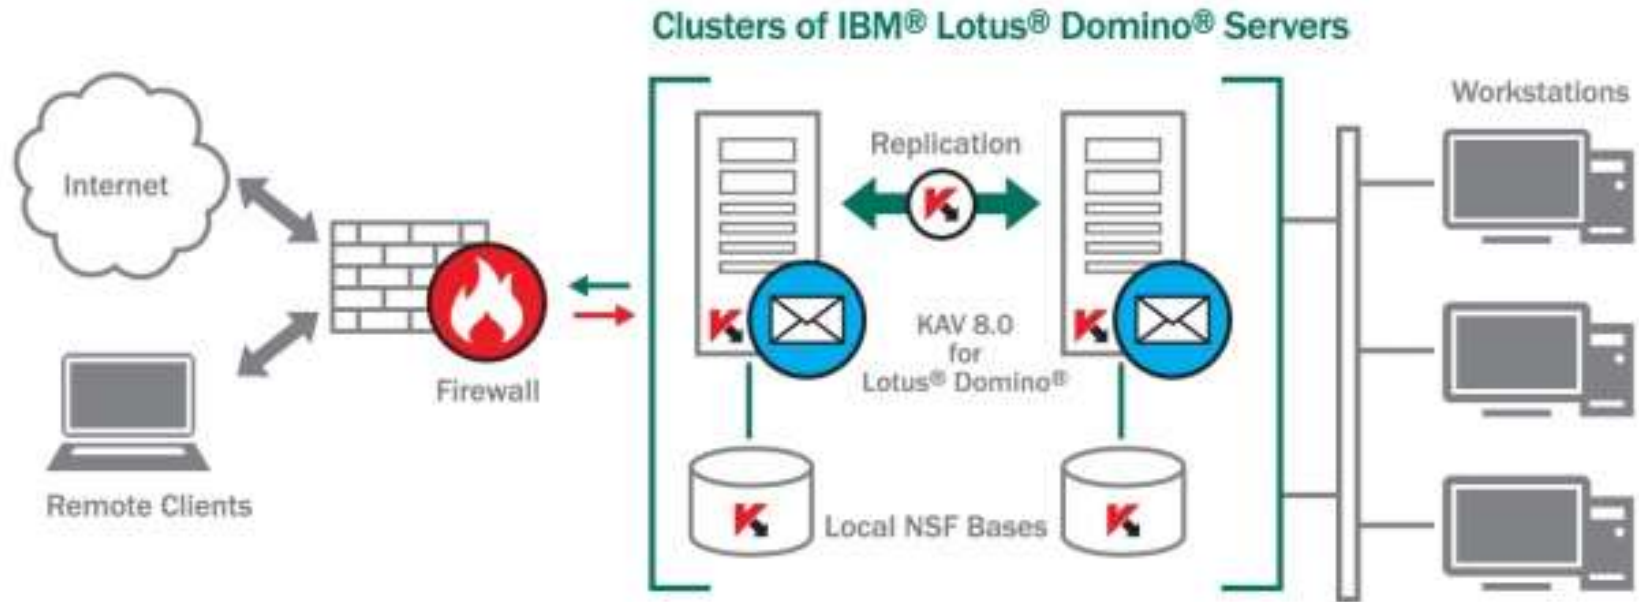 Clusters of IBM® Lotus® Domino® Servers
Workstations
Replication
Internet
KAV 8.0
for
Lotus® Domino®
Firewall
Remote Clients
Local NSF Bases